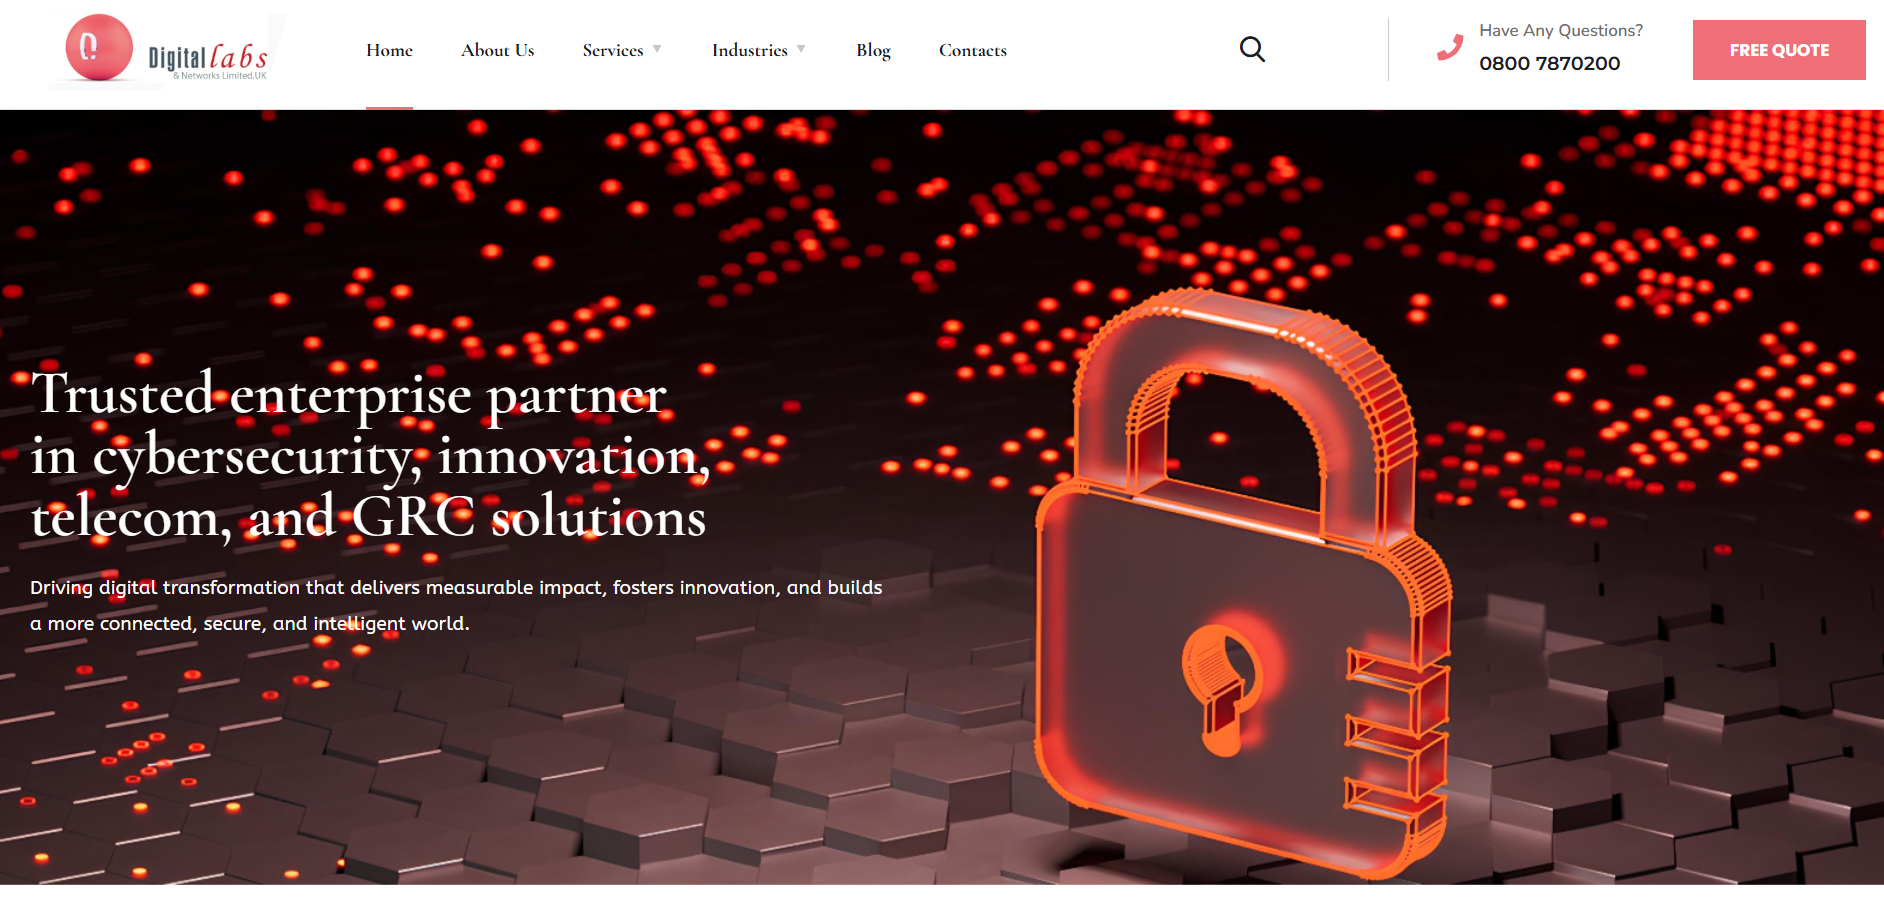 Digital labs
& Networks Limited.UK
Home
About Us
Services
Industries
Blog
Contacts
Have Any Questions?
0800 7870200
FREE QUOTE
Trusted enterprise partner
in cybersecurity, innovation,
telecom, and GRC solutions
Driving digital transformation that delivers measurable impact, fosters innovation, and builds
a more connected, secure, and intelligent world.